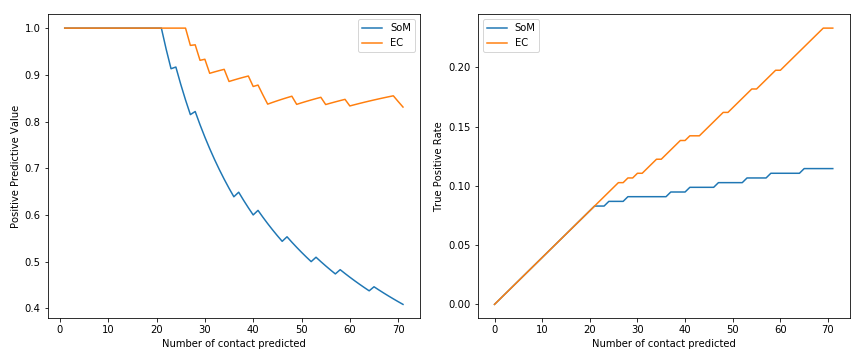 1.0
0.9
0.8
0.7
0.6
0.5
0.4
0 10 20 30 40 50 60 70
Positive Predictive Value
Number of contact predicted
SoM
EC
0.20
0.15
0.10
0.05
0.00
0 10 20 30 40 50 60 70
True Positive Rate
Number of contact predicted
SoM
EC